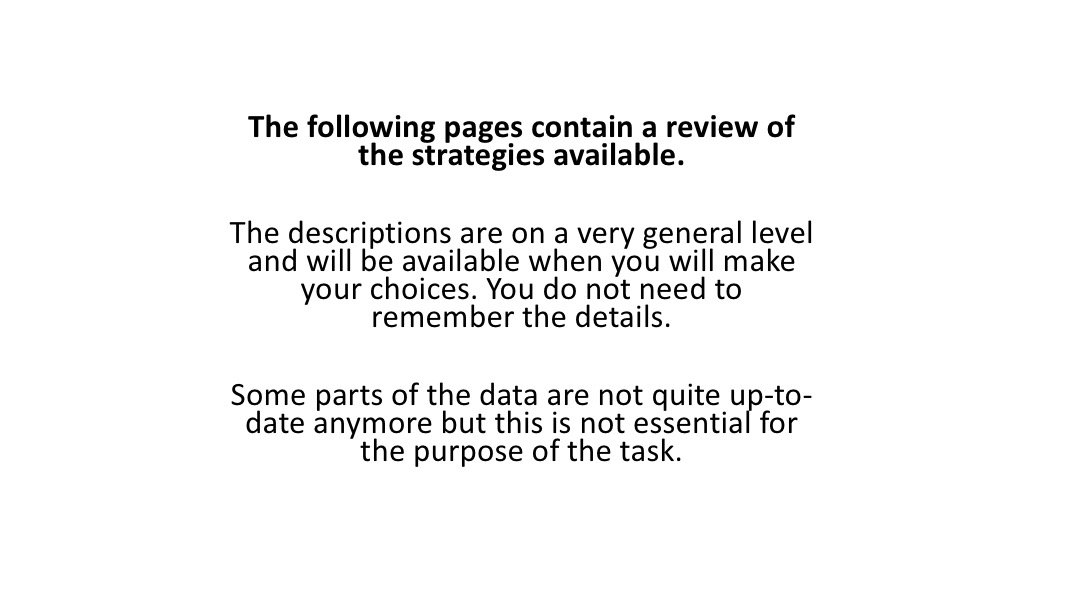 The following pages contain a review of
the strategies available.
The descriptions are on a very general level
and will be available when you will make
your choices. You do not need to
remember the details.
Some parts of the data are not quite up-to-
date anymore but this is not essential for
the purpose of the task.